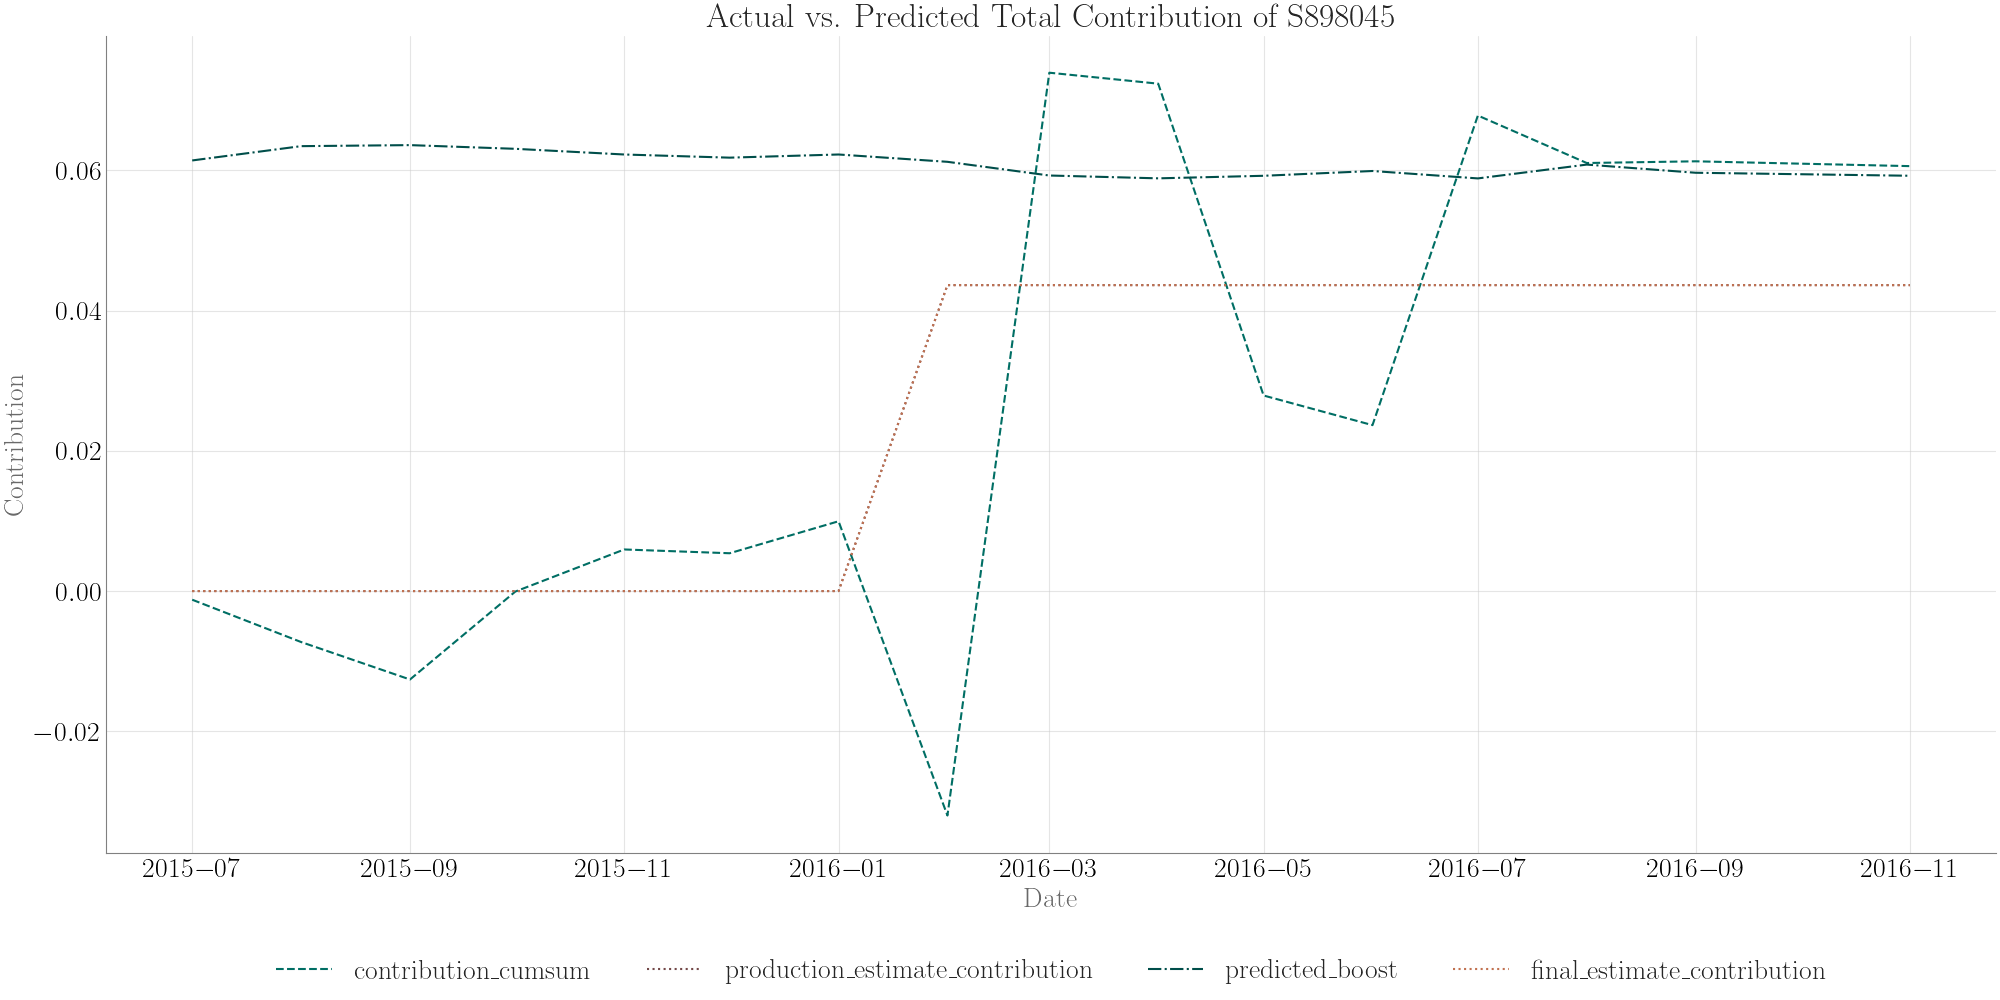 Actual vs. Predicted Total Contribution of S898045
Contribution
0.06
0.04
0.02
0.00
−0.02
2015−07 2015−09 2015−11 2016−01 2016−03 2016−05 2016−07 2016−09 2016−11
Date
contribution_cumsum production_estimate_contribution predicted_boost final_estimate_contribution